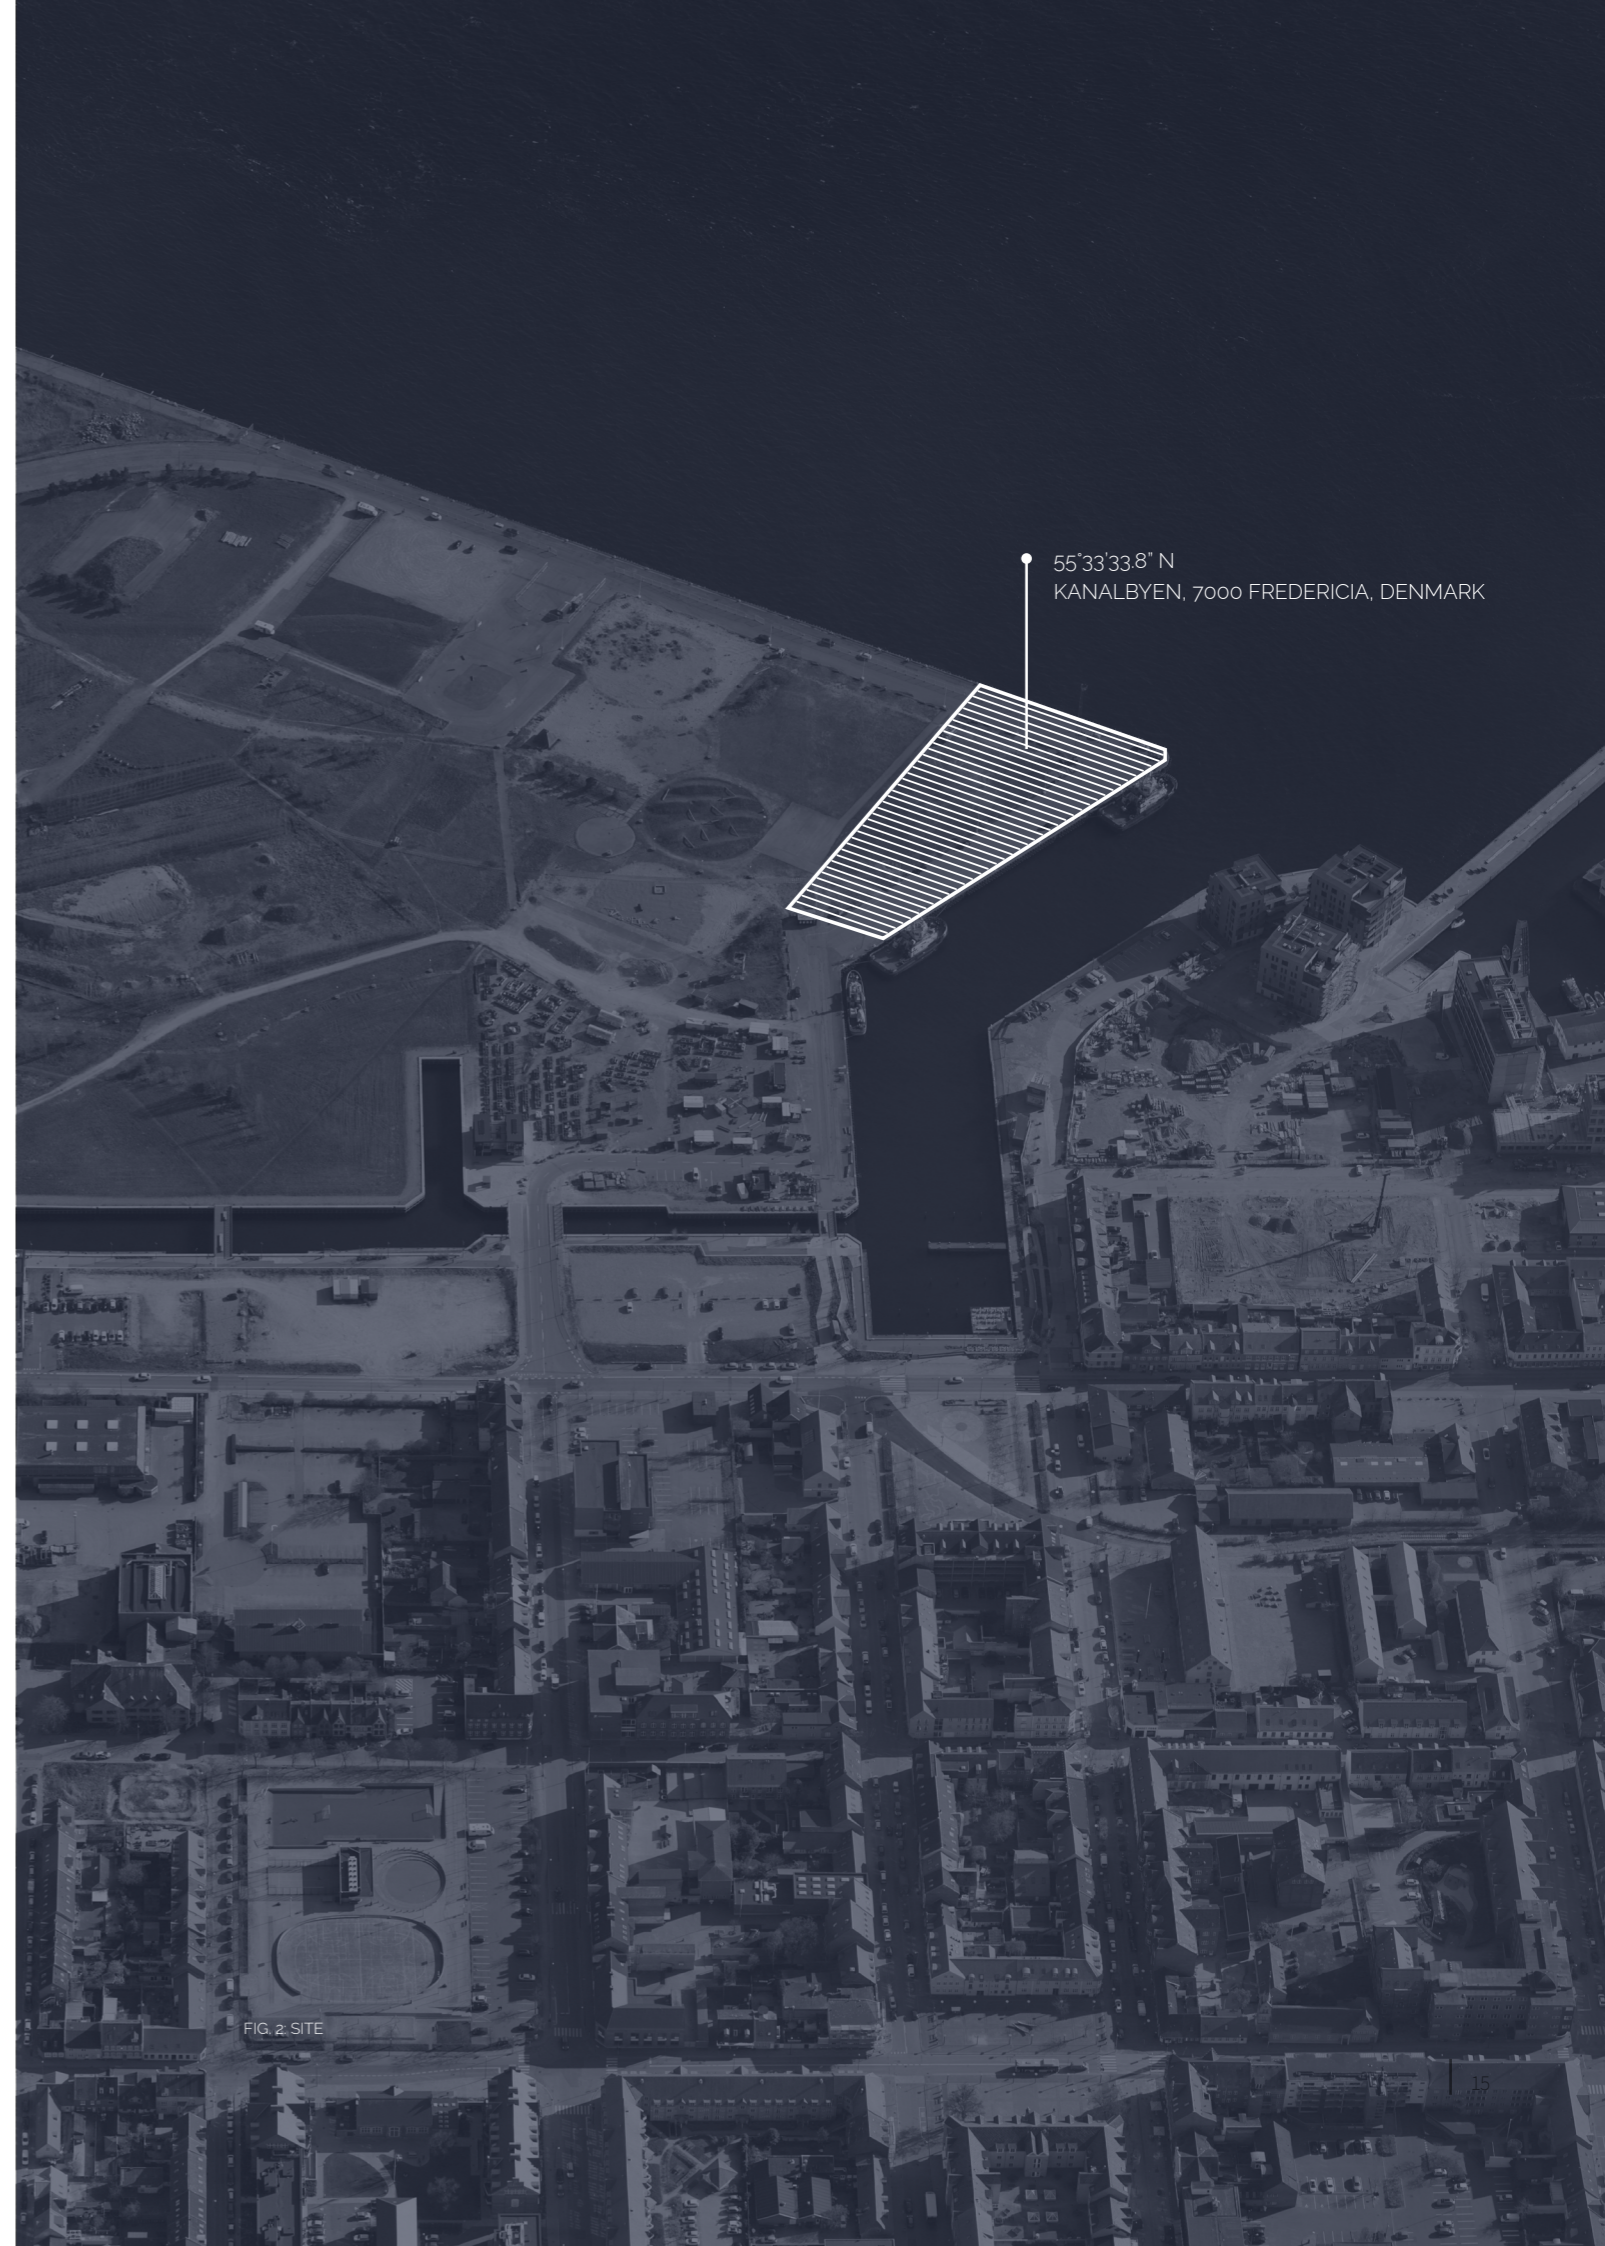 55°33'33.8" N
KANALBYEN, 7000 FREDERICIA, DENMARK
FIG. 2: SITE
15